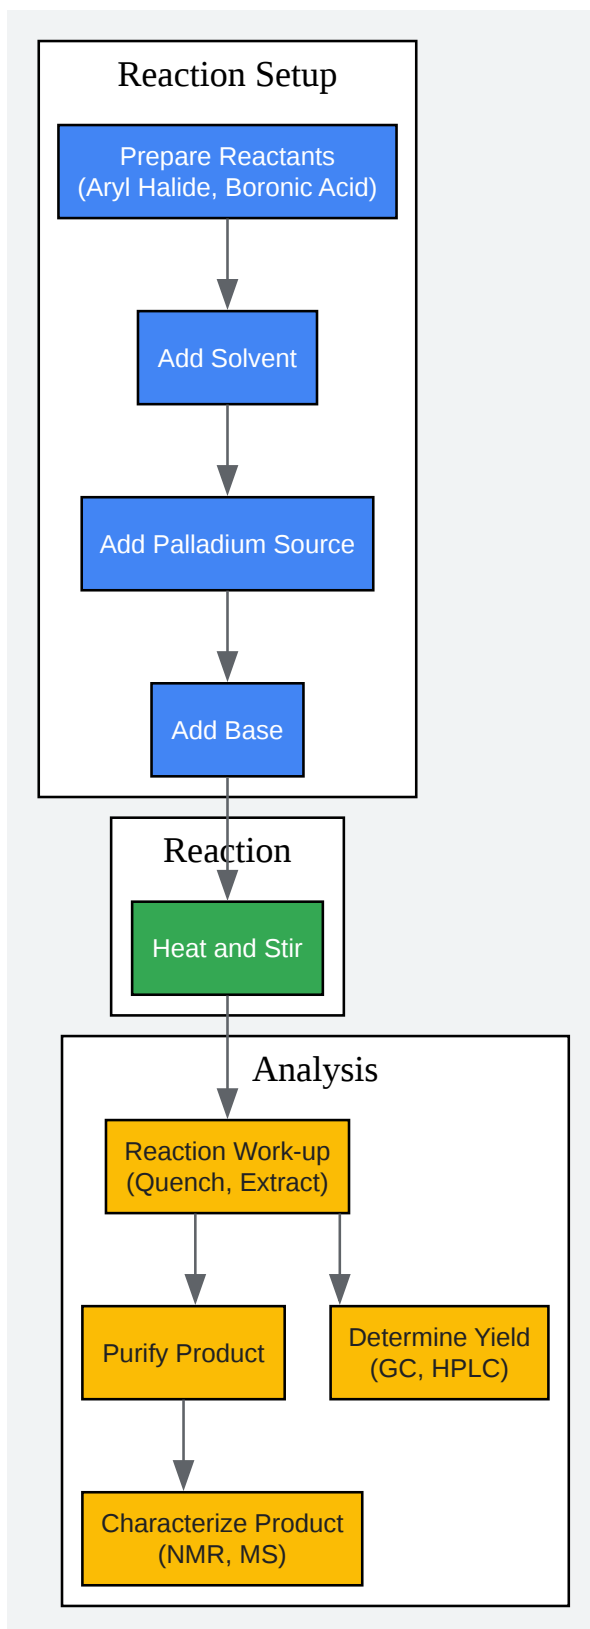 Reaction Setup
Prepare Reactants
(Aryl Halide, Boronic Acid)
Add Solvent
Add Palladium Source
Add Base
Reaction
Heat and Stir
Analysis
Reaction Work-up
(Quench, Extract)
Purify Product
Determine Yield
(GC, HPLC)
Characterize Product
(NMR, MS)